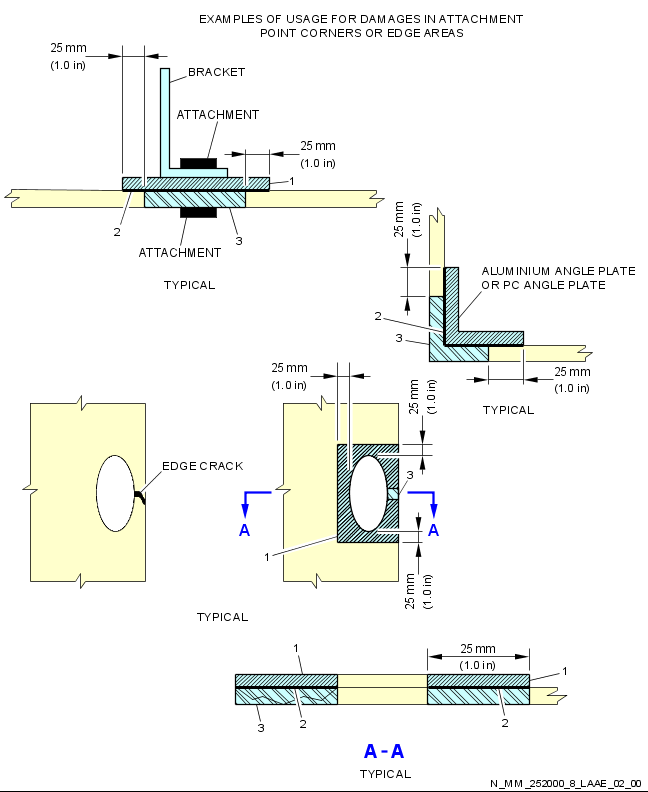 EXAMPLES OF USAGE FOR DAMAGES IN ATTACHMENT
POINT CORNERS OR EDGE AREAS
25 mm
(1.0 in)
BRACKET
ATTACHMENT
25 mm
(1.0 in)
1
2
3
ATTACHMENT
TYPICAL
25 mm
(1.0 in)
ALUMINIUM ANGLE PLATE
OR PC ANGLE PLATE
2
3
25 mm
(1.0 in)
TYPICAL
25 mm
(1.0 in)
25 mm
(1.0 in)
EDGE CRACK
3
A
A
1
25 mm
(1.0 in)
TYPICAL
1
25 mm
(1.0 in)
1
3
2
2
A-A
TYPICAL
N_MM_252000_8_LAAE_02_00